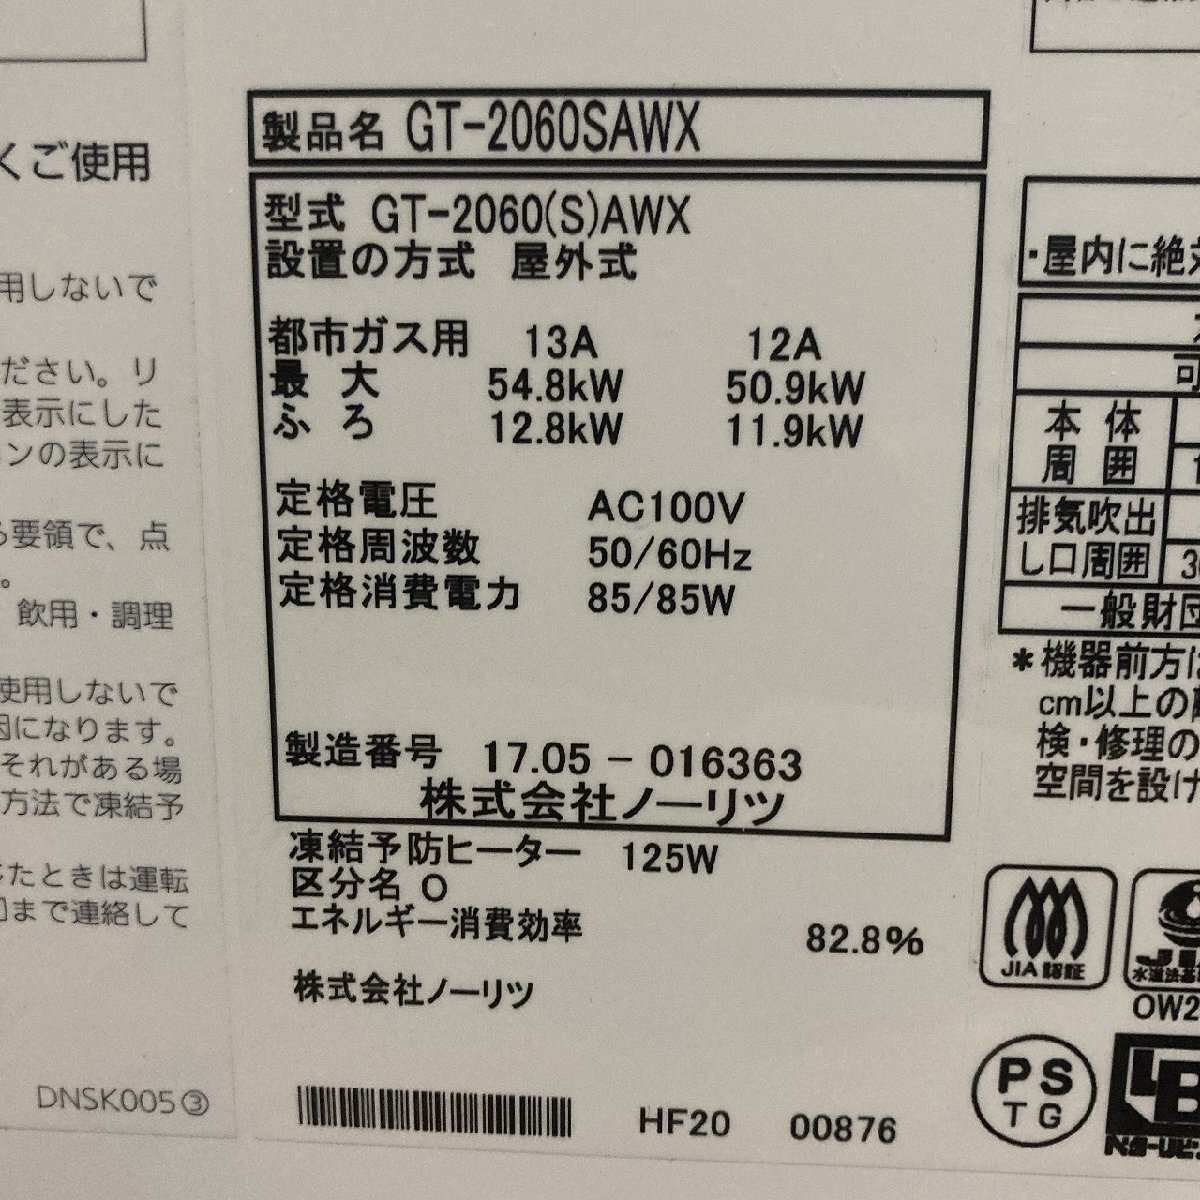 くご使用
用しないで
ださい。リ
表示にした
ンの表示に
要領で、点
。
飲用・調理
使用しないで
因になります。
それがある場
方法で凍結予
たときは運転
まで連絡して
DNSK005③
製品名 GT-2060SAWX
型式 GT-2060(S)AWX
設置の方式 屋外式
都市ガス用 13A 12A
最大 54.8kW 50.9kW
ふろ 12.8kW 11.9kW
定格電圧 AC100V
定格周波数 50/60Hz
定格消費電力 85/85W
製造番号 17.05-016363
株式会社ノーリツ
凍結予防ヒーター 125W
区分名 O
エネルギー消費効率 82.8%
株式会社ノーリツ
HF20 00876
・屋内に絶対
可
本体
周囲
排気吹出
し口周囲
一般財団
*機器前方は
cm以上の
検・修理の
空間を設け
JIA認証
OW2
PS
TG